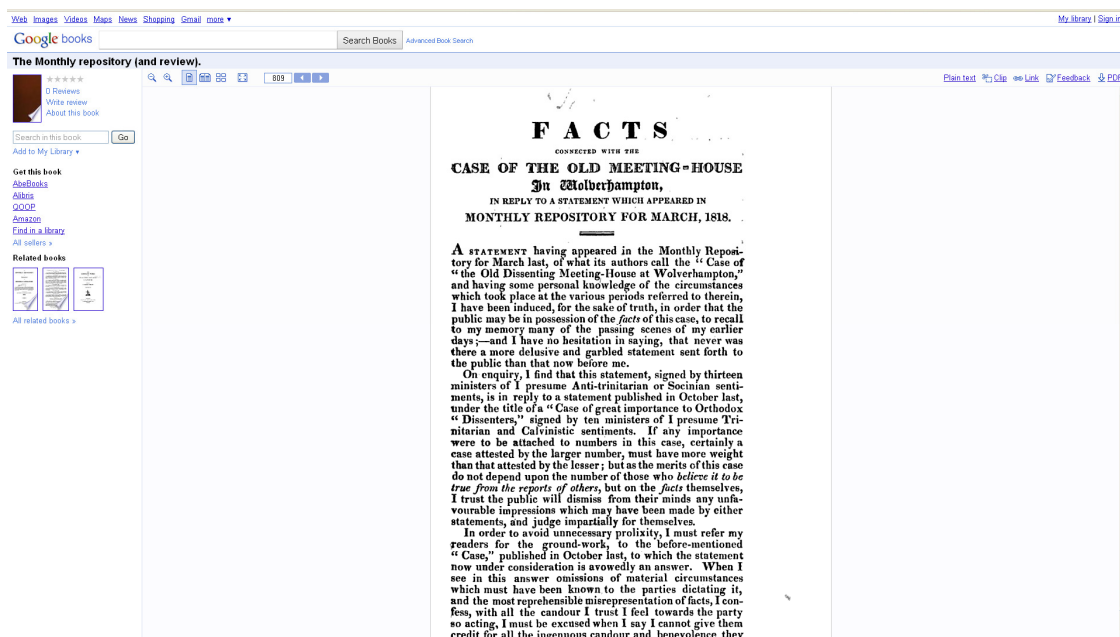 Web Images Videos Maps News Shopping Gmail more ▼ My library | Sign in
Google books Search Books Advanced Book Search
The Monthly repository (and review).
0 Reviews
Write review
About this book
Search in this book Go
Add to My Library ▾
Get this book
AbeBooks
Alibris
QOOP
Amazon
Find in a library
All sellers »
Related books
All related books »
809
Plain text Clip Link Feedback PDF
FACTS
CONNECTED WITH THE
CASE OF THE OLD MEETING-HOUSE
In Wolverhampton,
IN REPLY TO A STATEMENT WHICH APPEARED IN
MONTHLY REPOSITORY FOR MARCH, 1818.
A STATEMENT having appeared in the Monthly Reposi-
tory for March last, of what its authors call the "Case of
"the Old Dissenting Meeting-House at Wolverhampton,"
and having some personal knowledge of the circumstances
which took place at the various periods referred to therein,
I have been induced, for the sake of truth, in order that the
public may be in possession of the facts of this case, to recall
to my memory many of the passing scenes of my earlier
days;—and I have no hesitation in saying, that never was
there a more delusive and garbled statement sent forth to
the public than that now before me.
On enquiry, I find that this statement, signed by thirteen
ministers of I presume Anti-trinitarian or Socinian senti-
ments, is in reply to a statement published in October last,
under the title of a "Case of great importance to Orthodox
"Dissenters," signed by ten ministers of I presume Tri-
nitarian and Calvinistic sentiments. If any importance
were to be attached to numbers in this case, certainly a
case attested by the larger number, must have more weight
than that attested by the lesser; but as the merits of this case
do not depend upon the number of those who believe it to be
true from the reports of others, but on the facts themselves,
I trust the public will dismiss from their minds any unfa-
vourable impressions which may have been made by either
statements, and judge impartially for themselves.
In order to avoid unnecessary prolixity, I must refer my
readers for the ground-work, to the before-mentioned
"Case," published in October last, to which the statement
now under consideration is avowedly an answer. When I
see in this answer omissions of material circumstances
which must have been known to the parties dictating it,
and the most reprehensible misrepresentation of facts, I con-
fess, with all the candour I trust I feel towards the party
so acting, I must be excused when I say I cannot give them
credit for all the ingenuous candour and benevolence they